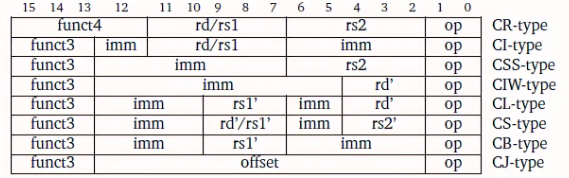 15 14 13 12 11 10 9 8 7 6 5 4 3 2 1 0
funct4 rd/rs1 rs2 op CR-type
funct3 imm rd/rs1 imm op CI-type
funct3 imm rs2 op CSS-type
funct3 imm rd’ op CIW-type
funct3 imm rs1’ imm rd’ op CL-type
funct3 imm rd’/rs1’ imm rs2’ op CS-type
funct3 imm rs1’ imm op CB-type
funct3 offset op CJ-type